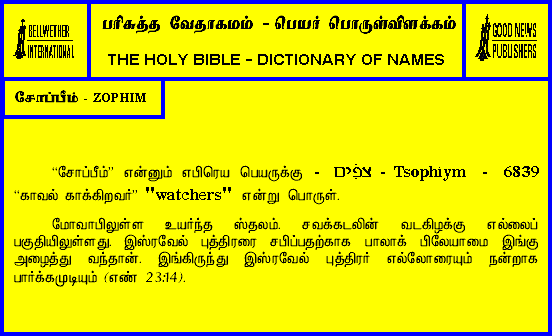 BELLWETHER
INTERNATIONAL
பரிசுத்த வேதாகமம் - பெயர் பொருள்விளக்கம்
THE HOLY BIBLE - DICTIONARY OF NAMES
GOOD NEWS
PUBLISHERS
சோப்பீம் - ZOPHIM
“சோப்பீம்” என்னும் எபிரெய பெயருக்கு - צפים - Tsophiym - 6839
“காவல் காக்கிறவர்” "watchers" என்று பொருள்.
மோவாபிலுள்ள உயர்ந்த ஸ்தலம். சவக்கடலின் வடகிழக்கு எல்லைப்
பகுதியிலுள்ளது. இஸ்ரவேல் புத்திரரை சபிப்பதற்காக பாலாக் பிலேயாமை இங்கு
அழைத்து வந்தான். இங்கிருந்து இஸ்ரவேல் புத்திரர் எல்லோரையும் நன்றாக
பார்க்கமுடியும் (எண் 23:14).